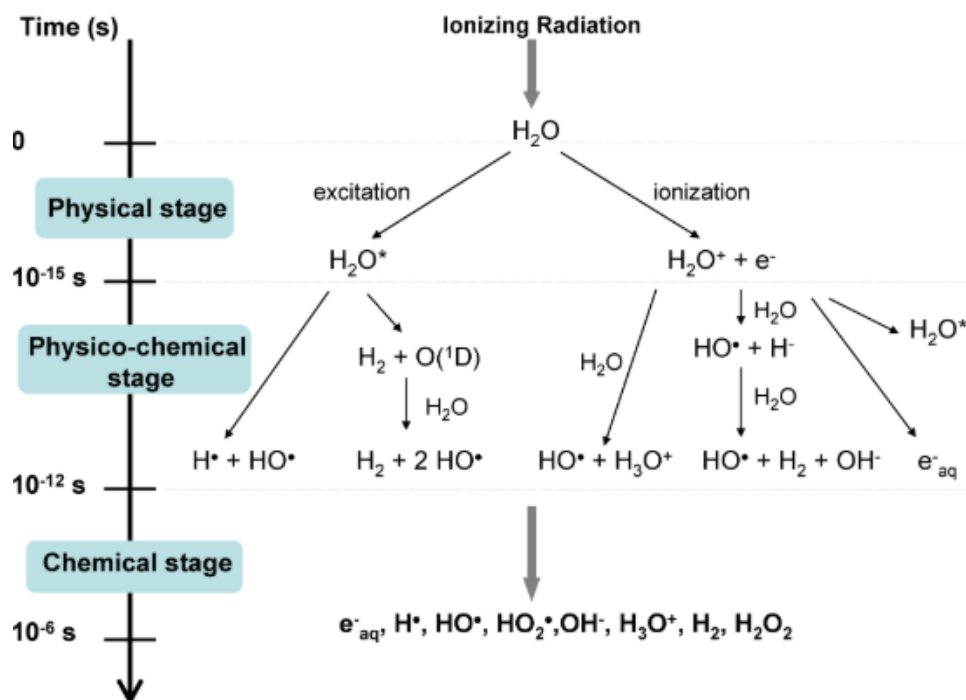 Time (s)
Ionizing Radiation
0
H₂O
excitation
ionization
Physical stage
H₂O*
H₂O⁺ + e⁻
10⁻¹⁵ s
H₂O
H₂O*
Physico-chemical
stage
H₂ + O(¹D)
H₂O
HO• + H⁻
H₂O
H₂O
H• + HO•
H₂ + 2 HO•
HO• + H₃O⁺
HO• + H₂ + OH⁻
e⁻aq
10⁻¹² s
Chemical stage
10⁻⁶ s
e⁻aq, H•, HO•, HO₂•,OH⁻, H₃O⁺, H₂, H₂O₂